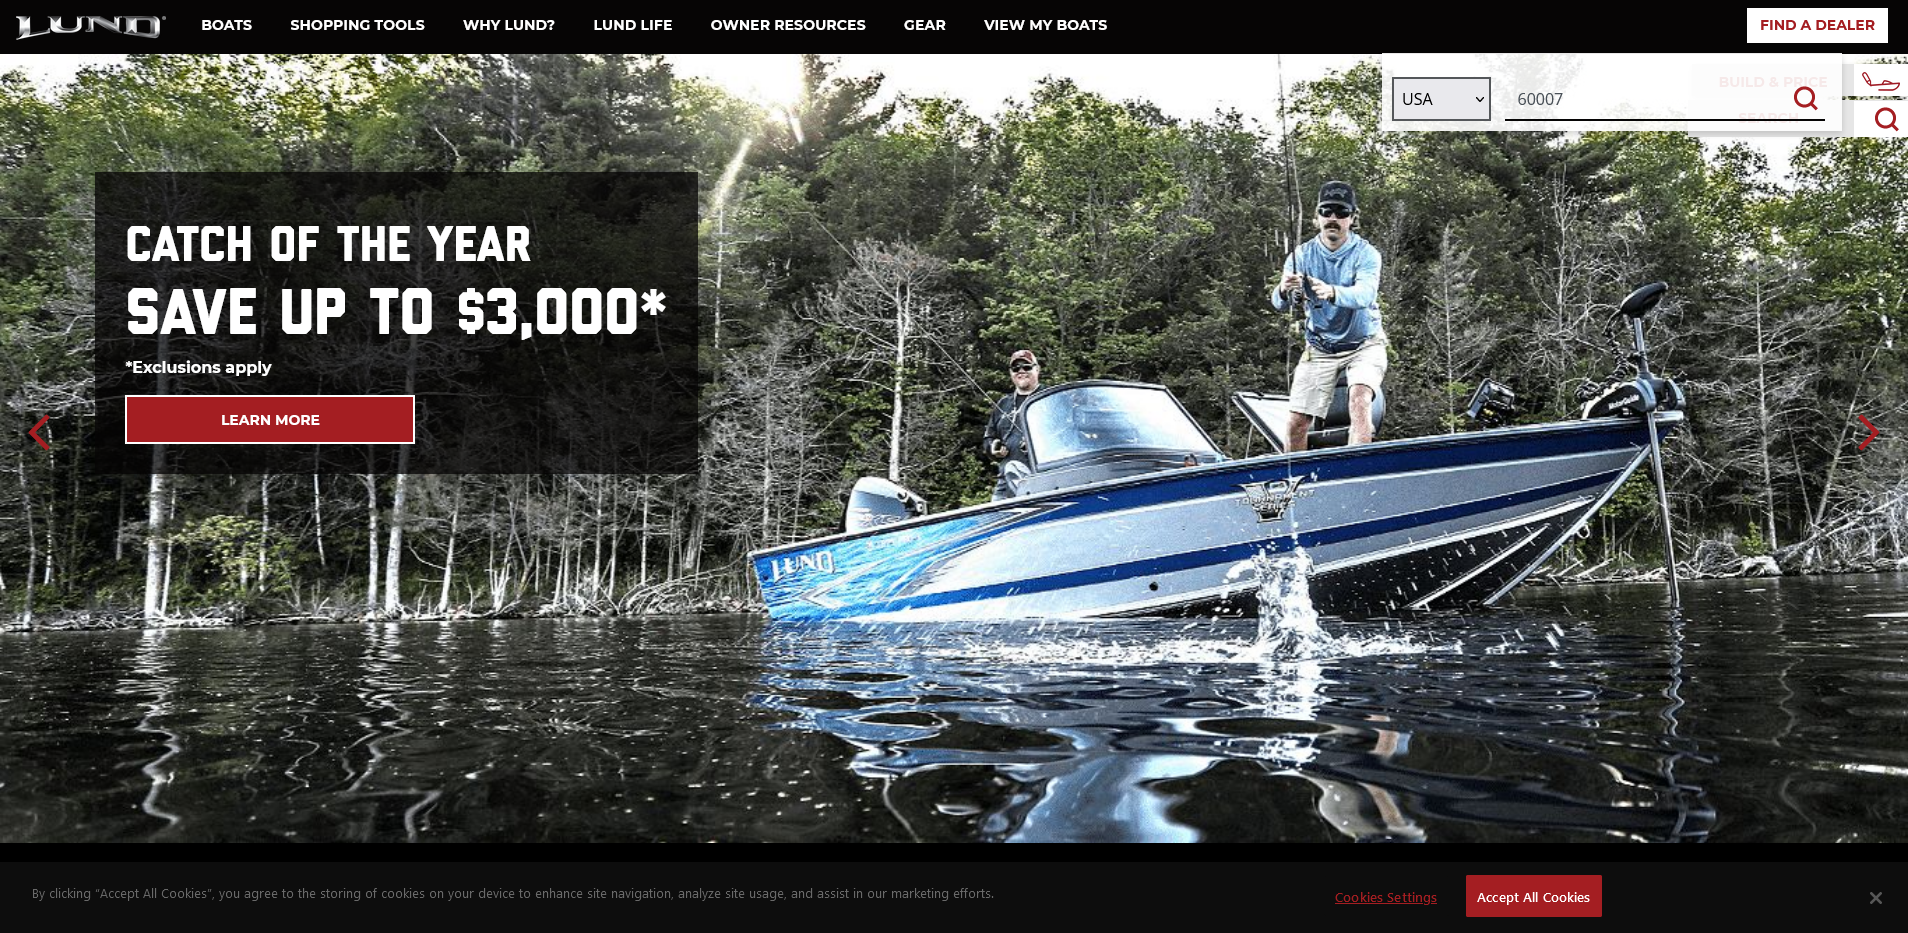 LUND
BOATS
SHOPPING TOOLS
WHY LUND?
LUND LIFE
OWNER RESOURCES
GEAR
VIEW MY BOATS
FIND A DEALER
USA
60007
BUILD & PRICE
SEARCH
CATCH OF THE YEAR
SAVE UP TO $3,000*
*Exclusions apply
LEARN MORE
MotorGuide
TOURNAMENT
V
SERIES
LUND
By clicking “Accept All Cookies”, you agree to the storing of cookies on your device to enhance site navigation, analyze site usage, and assist in our marketing efforts.
Cookies Settings
Accept All Cookies